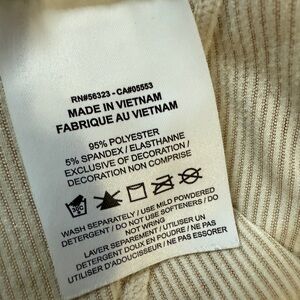 RN#56323 - CA#05553
MADE IN VIETNAM
FABRIQUE AU VIETNAM
95% POLYESTER
5% SPANDEX / ELASTHANNE
EXCLUSIVE OF DECORATION /
DECORATION NON COMPRISE
WASH SEPARATELY / USE MILD POWDERED
DETERGENT / DO NOT USE SOFTENERS / DO
NOT WRING
LAVER SEPAREMENT / UTILISER UN
DETERGENT DOUX EN POUDRE / NE PAS
UTILISER D'ADOUCISSEUR / NE PAS ESSORER